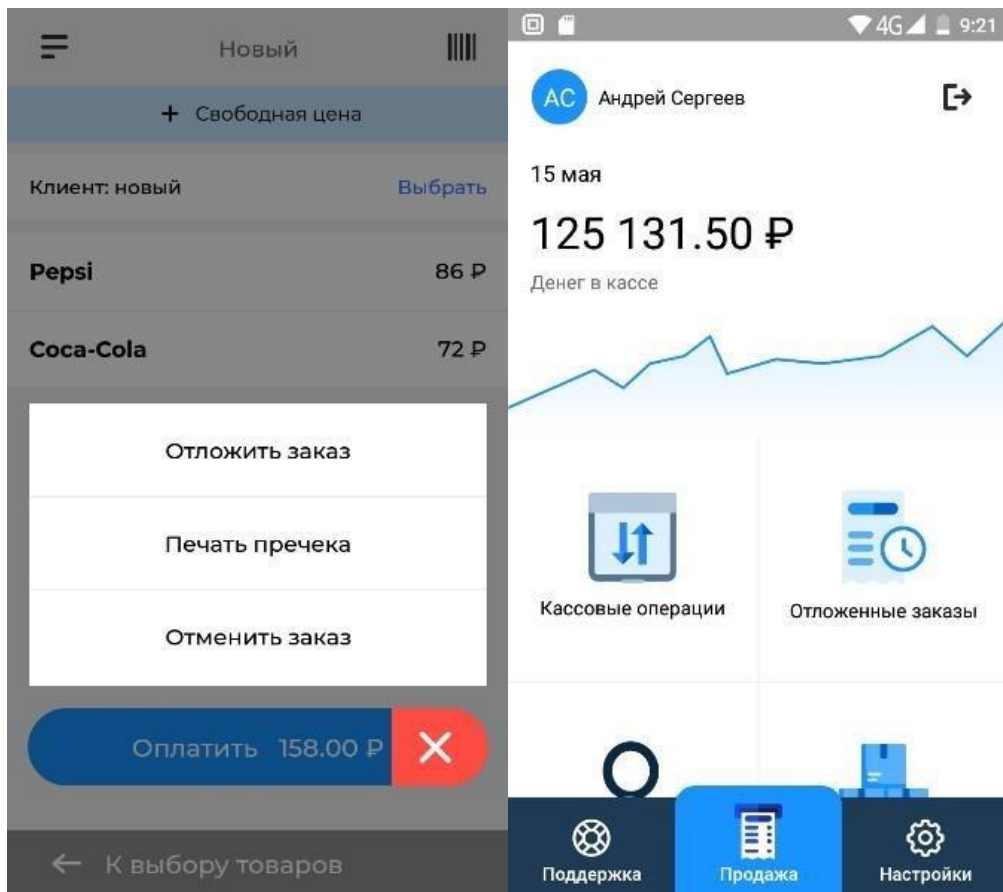 Новый
+ Свободная цена
Клиент: новый Выбрать
Pepsi 86 ₽
Coca-Cola 72 ₽
Отложить заказ
Печать пречека
Отменить заказ
Оплатить 158.00 ₽
← К выбору товаров
4G 9:21
АС Андрей Сергеев
15 мая
125 131.50 ₽
Денег в кассе
Кассовые операции Отложенные заказы
Поддержка Продажа Настройки